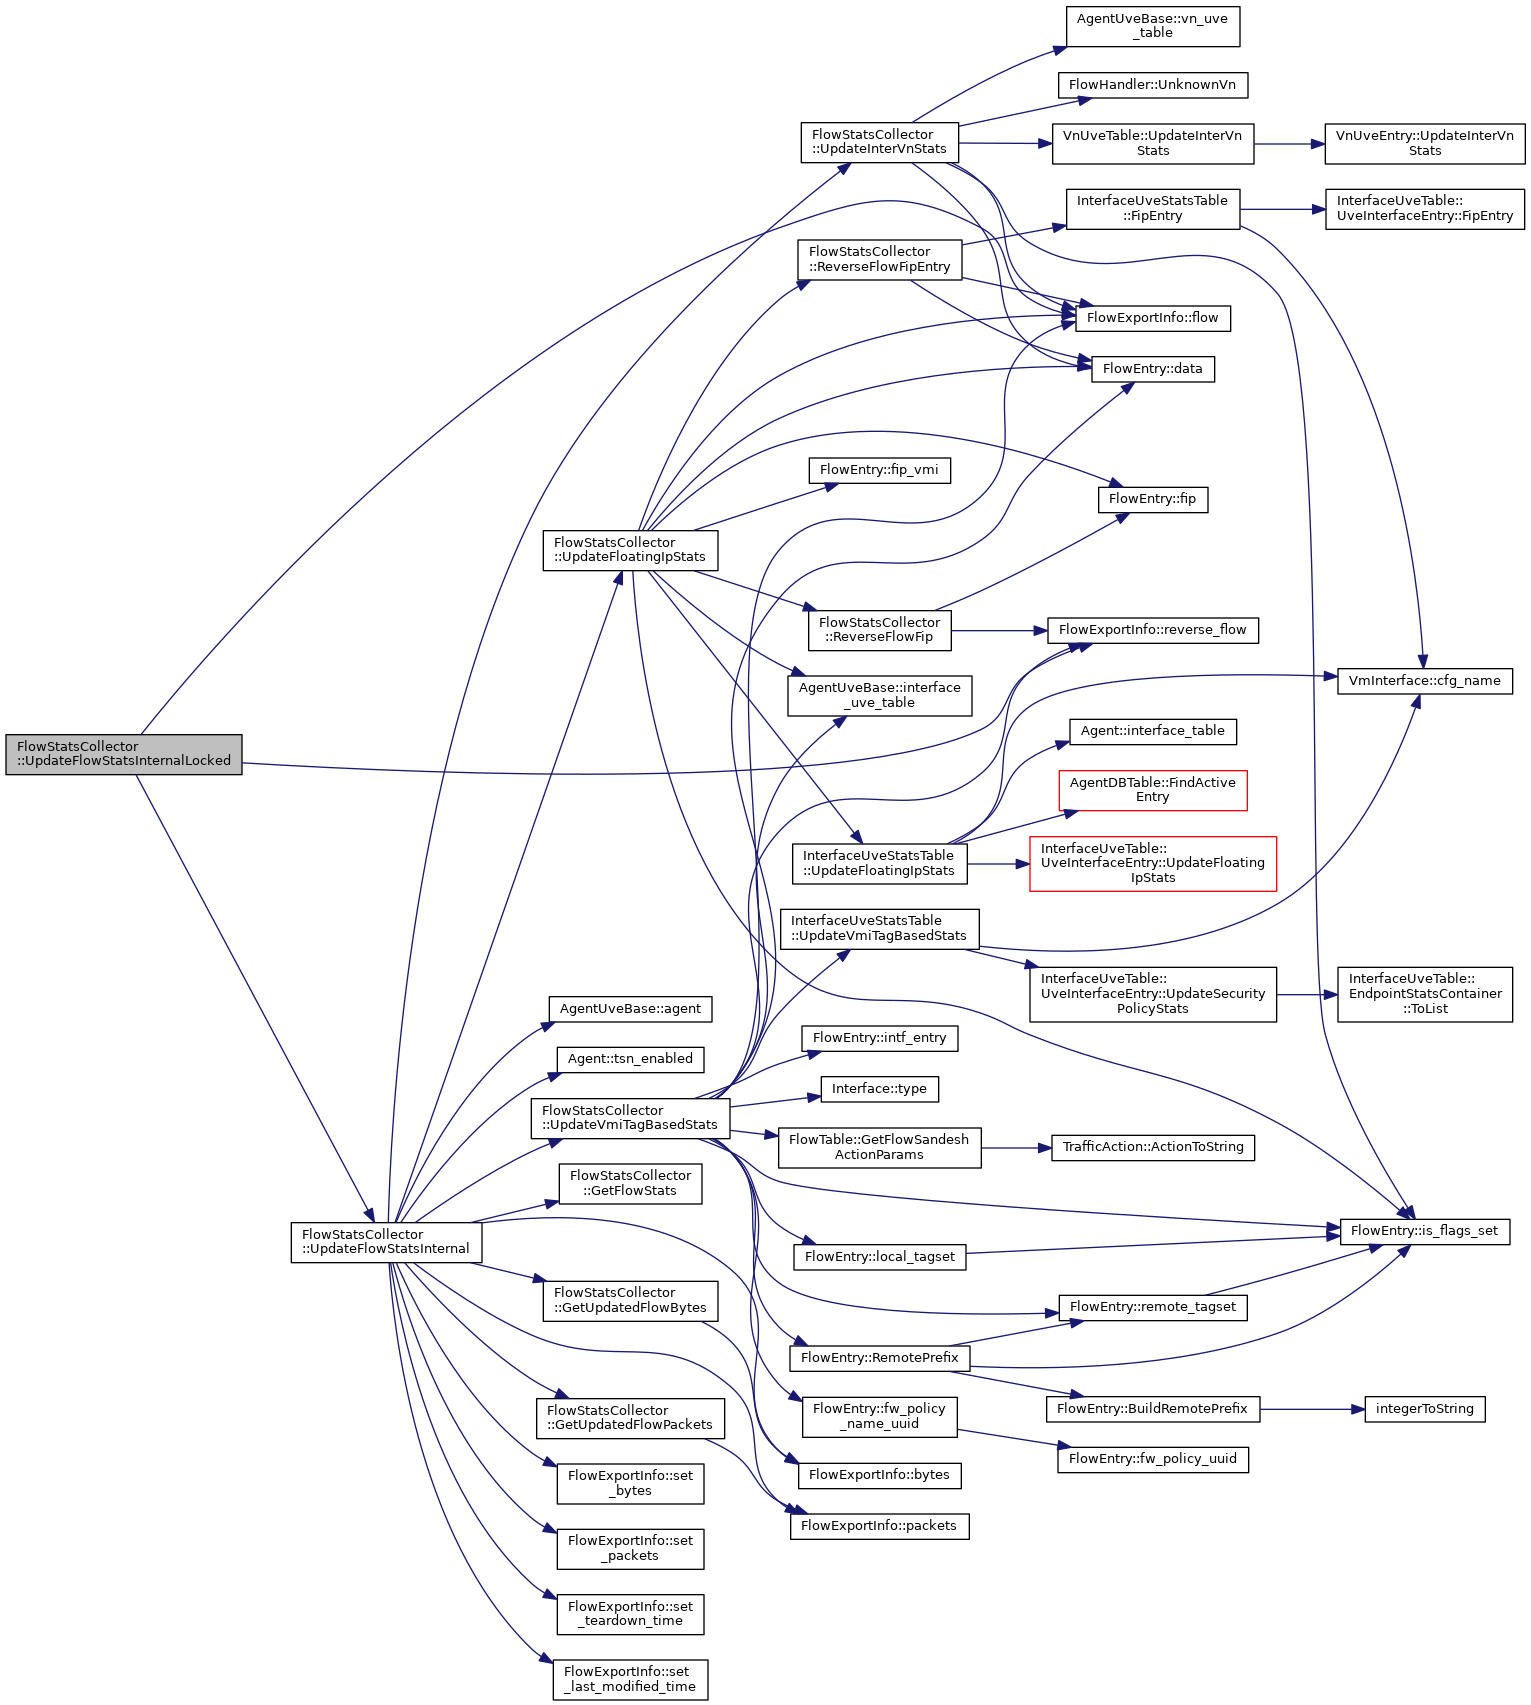 AgentUveBase::vn_uve
_table
FlowHandler::UnknownVn
FlowStatsCollector
::UpdateInterVnStats
VnUveTable::UpdateInterVn
Stats
VnUveEntry::UpdateInterVn
Stats
InterfaceUveStatsTable
::FipEntry
InterfaceUveTable::
UveInterfaceEntry::FipEntry
FlowStatsCollector
::ReverseFlowFipEntry
FlowExportInfo::flow
FlowEntry::data
FlowEntry::fip_vmi
FlowEntry::fip
FlowStatsCollector
::UpdateFloatingIpStats
FlowStatsCollector
::ReverseFlowFip
FlowExportInfo::reverse_flow
AgentUveBase::interface
_uve_table
VmInterface::cfg_name
Agent::interface_table
FlowStatsCollector
::UpdateFlowStatsInternalLocked
AgentDBTable::FindActive
Entry
InterfaceUveStatsTable
::UpdateFloatingIpStats
InterfaceUveTable::
UveInterfaceEntry::UpdateFloating
IpStats
InterfaceUveStatsTable
::UpdateVmiTagBasedStats
InterfaceUveTable::
UveInterfaceEntry::UpdateSecurity
PolicyStats
InterfaceUveTable::
EndpointStatsContainer
::ToList
AgentUveBase::agent
FlowEntry::intf_entry
Agent::tsn_enabled
Interface::type
FlowStatsCollector
::UpdateVmiTagBasedStats
FlowTable::GetFlowSandesh
ActionParams
TrafficAction::ActionToString
FlowStatsCollector
::GetFlowStats
FlowStatsCollector
::UpdateFlowStatsInternal
FlowEntry::local_tagset
FlowEntry::is_flags_set
FlowStatsCollector
::GetUpdatedFlowBytes
FlowEntry::remote_tagset
FlowEntry::RemotePrefix
FlowStatsCollector
::GetUpdatedFlowPackets
FlowEntry::fw_policy
_name_uuid
FlowEntry::BuildRemotePrefix
integerToString
FlowEntry::fw_policy_uuid
FlowExportInfo::set
_bytes
FlowExportInfo::bytes
FlowExportInfo::packets
FlowExportInfo::set
_packets
FlowExportInfo::set
_teardown_time
FlowExportInfo::set
_last_modified_time